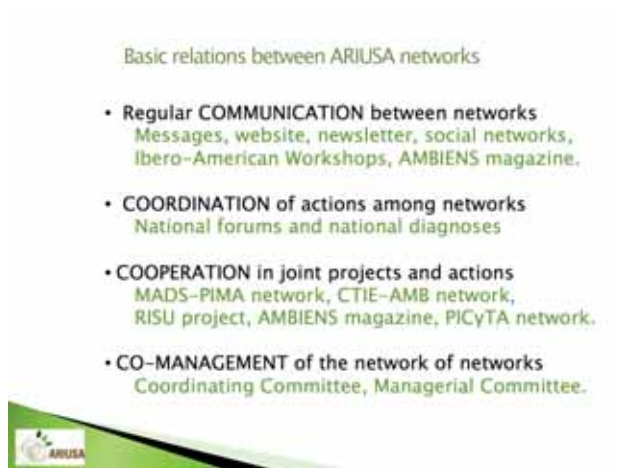 Basic relations between ARIUSA networks
• Regular COMMUNICATION between networks
Messages, website, newsletter, social networks,
Ibero-American Workshops, AMBIENS magazine.
• COORDINATION of actions among networks
National forums and national diagnoses
• COOPERATION in joint projects and actions
MADS-PIMA network, CTIE-AMB network,
RISU project, AMBIENS magazine, PICyTA network.
• CO-MANAGEMENT of the network of networks
Coordinating Committee, Managerial Committee.
ARIUSA